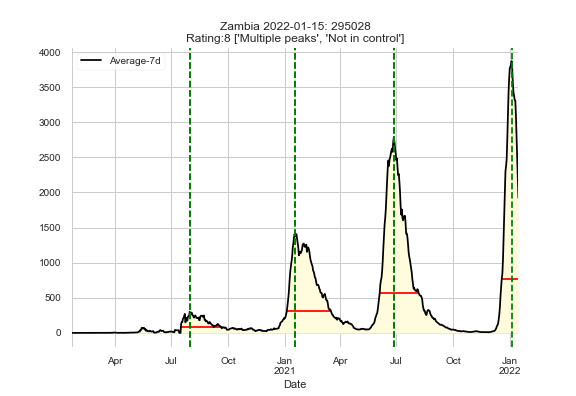 Zambia 2022-01-15: 295028
Rating:8 ['Multiple peaks', 'Not in control']
Average-7d
4000
3500
3000
2500
2000
1500
1000
500
0
Apr Jul Oct Jan Apr Jul Oct Jan
2021 2022
Date